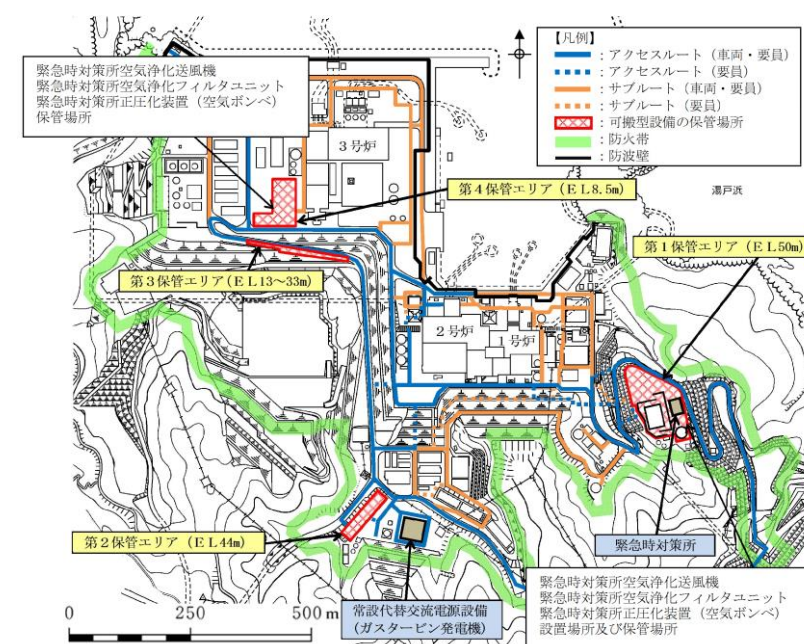 緊急時対策所空気浄化送風機
緊急時対策所空気浄化フィルタユニット
緊急時対策所正圧化装置（空気ボンベ）
保管場所
【凡例】
：アクセスルート（車両・要員）
：アクセスルート（要員）
：サブルート（車両・要員）
：サブルート（要員）
：可搬型設備の保管場所
：防火帯
：防波壁
3号炉
輪戸浜
第4保管エリア（EL8.5m）
第1保管エリア（EL50m）
第3保管エリア（EL13～33m）
2号炉
1号炉
第2保管エリア（EL44m）
緊急時対策所
常設代替交流電源設備
（ガスタービン発電機）
緊急時対策所空気浄化送風機
緊急時対策所空気浄化フィルタユニット
緊急時対策所正圧化装置（空気ボンベ）
設置場所及び保管場所
0 250 500 m